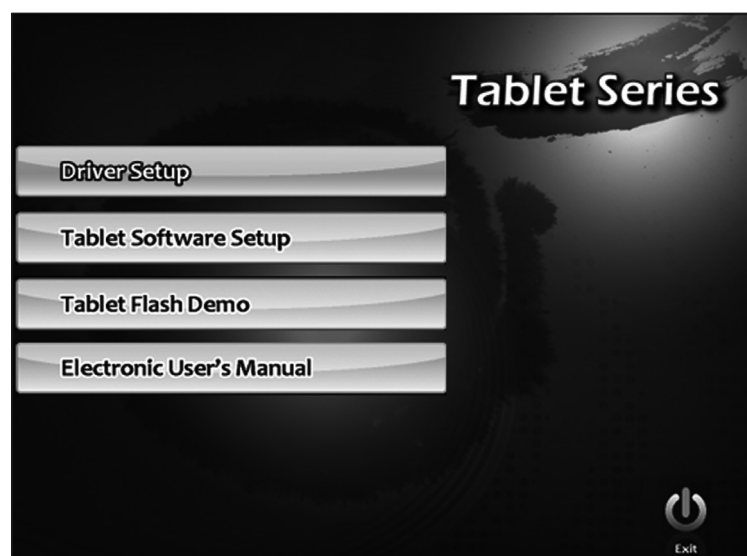 Tablet Series
Driver Setup
Tablet Software Setup
Tablet Flash Demo
Electronic User's Manual
Exit